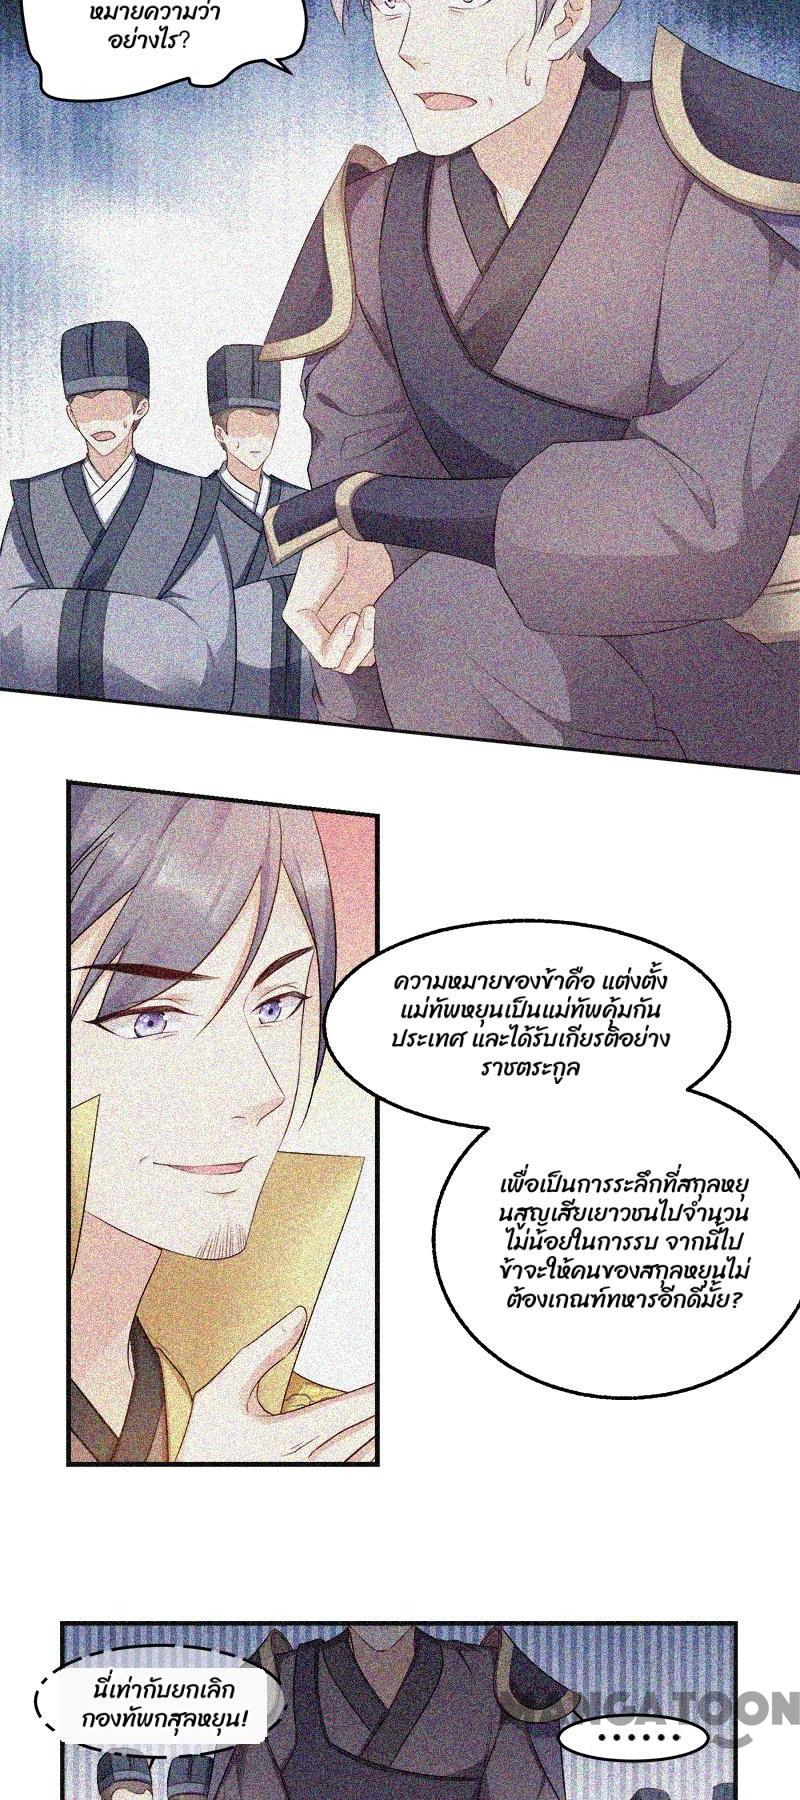 หมายความว่า
อย่างไร?
ความหมายของข้าคือ แต่งตั้ง
แม่ทัพหยุนเป็นแม่ทัพคุ้มกัน
ประเทศ และได้รับเกียรติอย่าง
ราชตระกูล
เพื่อเป็นการระลึกที่สกุลหยุ
นสูญเสียเยาวชนไปจำนวน
ไม่น้อยในการรบ จากนี้ไป
ข้าจะให้คนของสกุลหยุนไม่
ต้องเกณฑ์ทหารอีกดีมั้ย?
นี่เท่ากับยกเลิก
กองทัพกสุลหยุน!
MANGA TOON
......